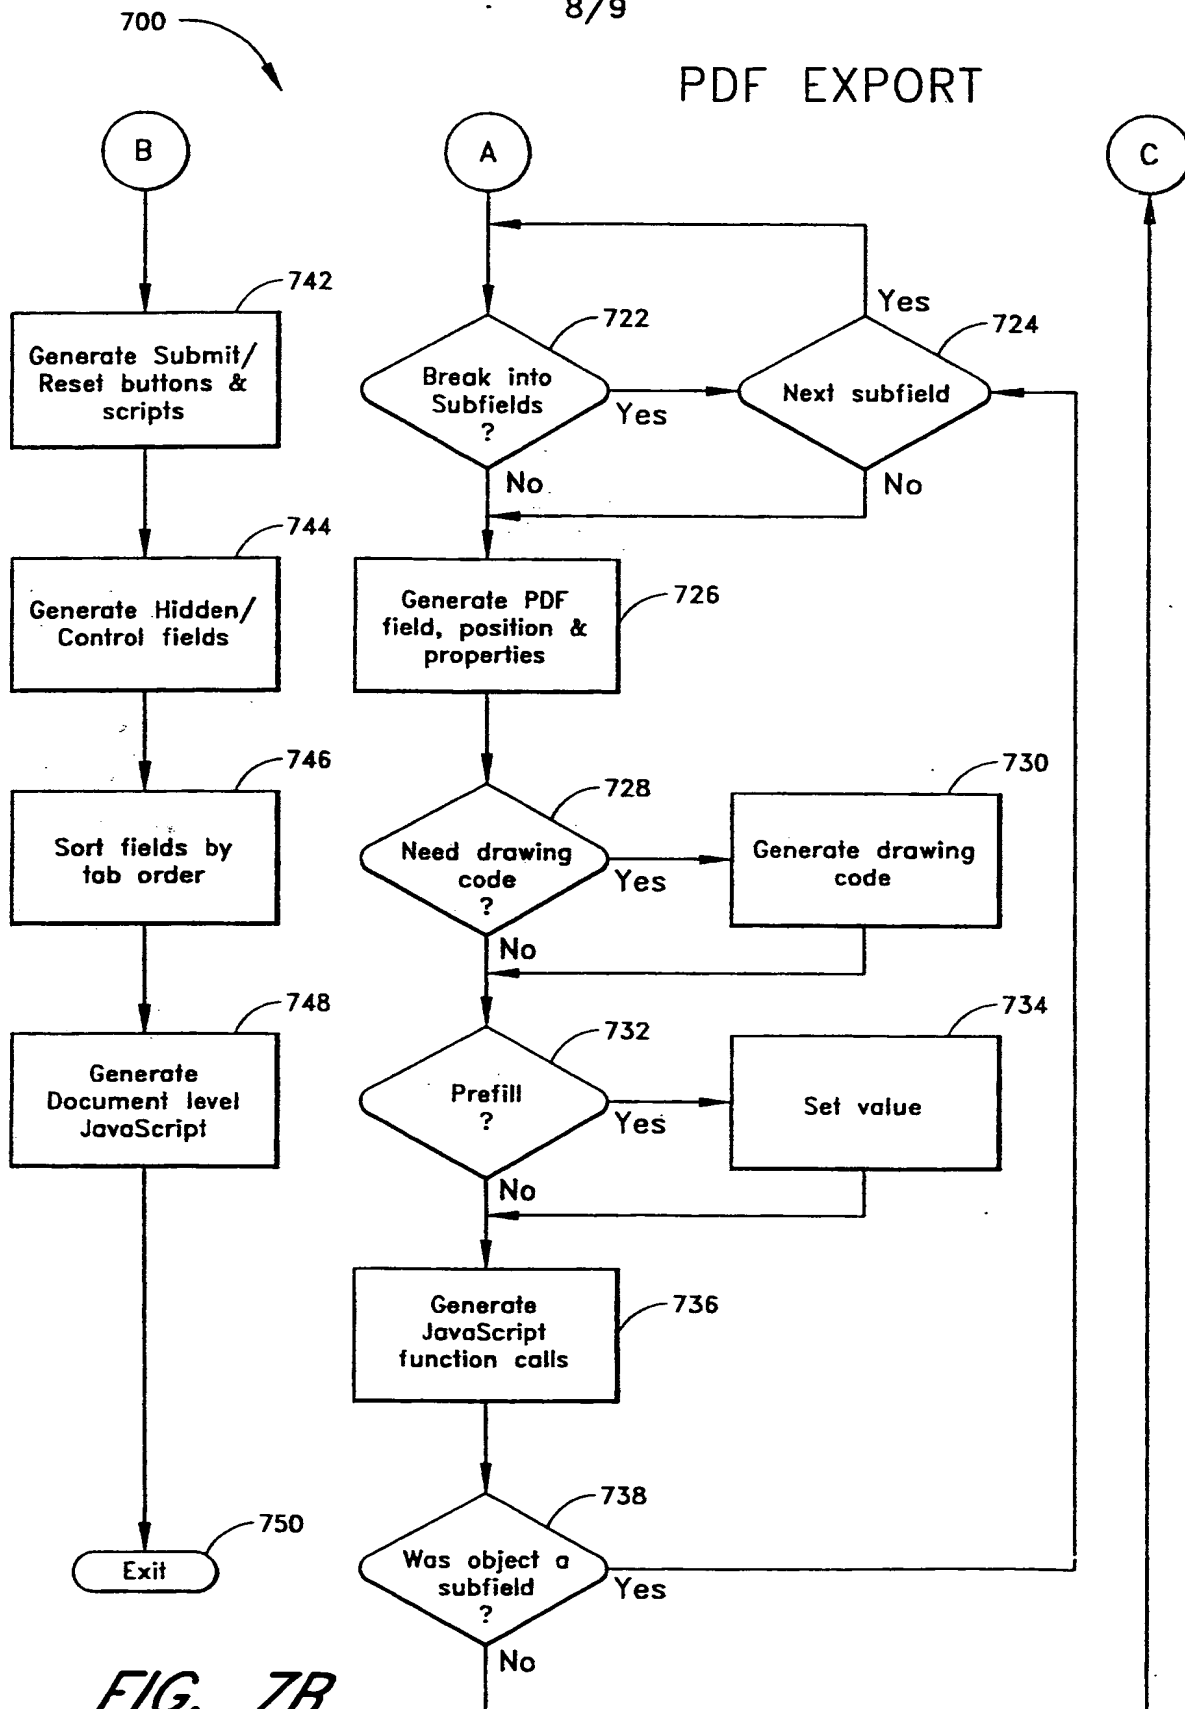 8/9
700
PDF EXPORT
B
A
C
742
Generate Submit/
Reset buttons &
scripts
722
Break into
Subfields
?
Yes
No
724
Next subfield
Yes
No
744
Generate Hidden/
Control fields
726
Generate PDF
field, position &
properties
746
Sort fields by
tab order
728
Need drawing
code
?
Yes
No
730
Generate drawing
code
748
Generate
Document level
JavaScript
732
Prefill
?
Yes
No
734
Set value
736
Generate
JavaScript
function calls
750
Exit
738
Was object a
subfield
?
Yes
No
FIG. 7B